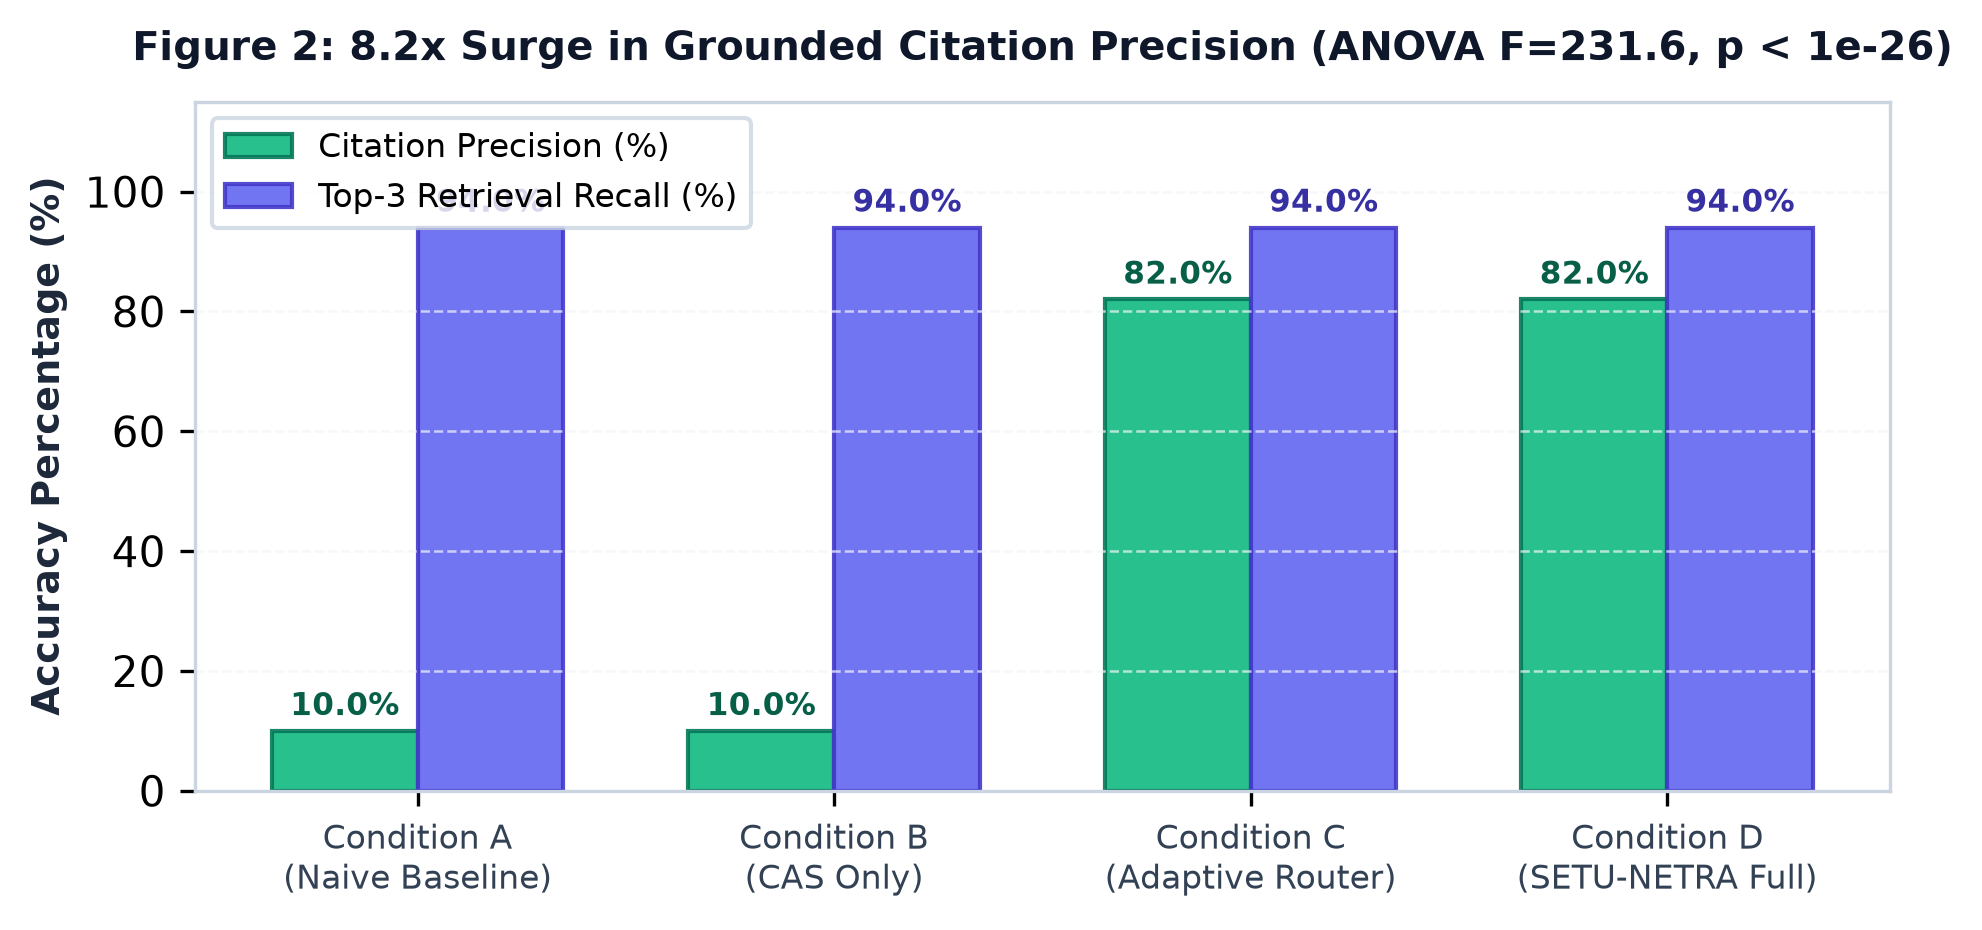 Figure 2: 8.2x Surge in Grounded Citation Precision (ANOVA F=231.6, p < 1e-26)
Citation Precision (%)
Top-3 Retrieval Recall (%)
Accuracy Percentage (%)
100
80
60
40
20
0
10.0%
10.0%
94.0%
82.0%
94.0%
82.0%
94.0%
Condition A
(Naive Baseline)
Condition B
(CAS Only)
Condition C
(Adaptive Router)
Condition D
(SETU-NETRA Full)